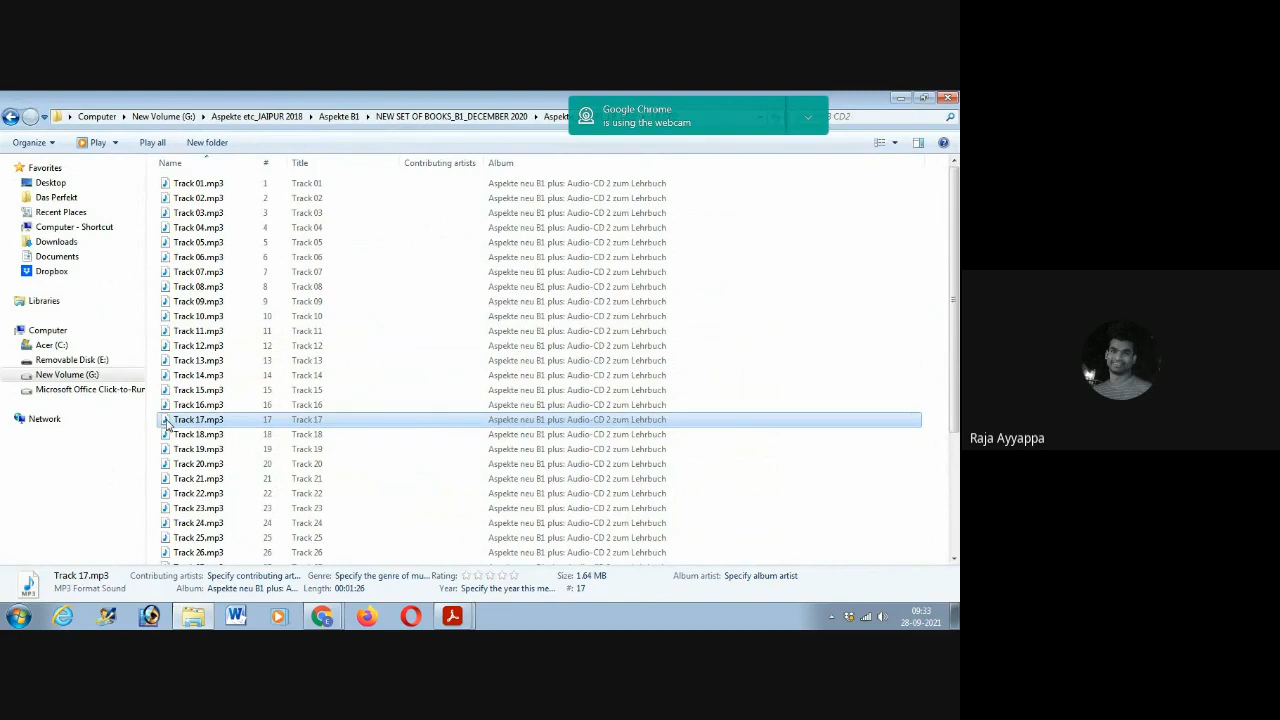 Google Chrome
is using the webcam
Computer New Volume (G:) Aspekte etc_JAIPUR 2018 Aspekte B1 NEW SET OF BOOKS_B1_DECEMBER 2020 CD2
Organize Play Play all New folder
Name # Title Contributing artists Album
Favorites
Desktop
Das Perfekt
Recent Places
Computer - Shortcut
Downloads
Documents
Dropbox
Libraries
Computer
Acer (C:)
Removable Disk (E:)
New Volume (G:)
Microsoft Office Click-to-Run
Network
Track 01.mp3 1 Track 01 Aspekte neu B1 plus: Audio-CD 2 zum Lehrbuch
Track 02.mp3 2 Track 02 Aspekte neu B1 plus: Audio-CD 2 zum Lehrbuch
Track 03.mp3 3 Track 03 Aspekte neu B1 plus: Audio-CD 2 zum Lehrbuch
Track 04.mp3 4 Track 04 Aspekte neu B1 plus: Audio-CD 2 zum Lehrbuch
Track 05.mp3 5 Track 05 Aspekte neu B1 plus: Audio-CD 2 zum Lehrbuch
Track 06.mp3 6 Track 06 Aspekte neu B1 plus: Audio-CD 2 zum Lehrbuch
Track 07.mp3 7 Track 07 Aspekte neu B1 plus: Audio-CD 2 zum Lehrbuch
Track 08.mp3 8 Track 08 Aspekte neu B1 plus: Audio-CD 2 zum Lehrbuch
Track 09.mp3 9 Track 09 Aspekte neu B1 plus: Audio-CD 2 zum Lehrbuch
Track 10.mp3 10 Track 10 Aspekte neu B1 plus: Audio-CD 2 zum Lehrbuch
Track 11.mp3 11 Track 11 Aspekte neu B1 plus: Audio-CD 2 zum Lehrbuch
Track 12.mp3 12 Track 12 Aspekte neu B1 plus: Audio-CD 2 zum Lehrbuch
Track 13.mp3 13 Track 13 Aspekte neu B1 plus: Audio-CD 2 zum Lehrbuch
Track 14.mp3 14 Track 14 Aspekte neu B1 plus: Audio-CD 2 zum Lehrbuch
Track 15.mp3 15 Track 15 Aspekte neu B1 plus: Audio-CD 2 zum Lehrbuch
Track 16.mp3 16 Track 16 Aspekte neu B1 plus: Audio-CD 2 zum Lehrbuch
Track 17.mp3 17 Track 17 Aspekte neu B1 plus: Audio-CD 2 zum Lehrbuch
Track 18.mp3 18 Track 18 Aspekte neu B1 plus: Audio-CD 2 zum Lehrbuch
Track 19.mp3 19 Track 19 Aspekte neu B1 plus: Audio-CD 2 zum Lehrbuch
Track 20.mp3 20 Track 20 Aspekte neu B1 plus: Audio-CD 2 zum Lehrbuch
Track 21.mp3 21 Track 21 Aspekte neu B1 plus: Audio-CD 2 zum Lehrbuch
Track 22.mp3 22 Track 22 Aspekte neu B1 plus: Audio-CD 2 zum Lehrbuch
Track 23.mp3 23 Track 23 Aspekte neu B1 plus: Audio-CD 2 zum Lehrbuch
Track 24.mp3 24 Track 24 Aspekte neu B1 plus: Audio-CD 2 zum Lehrbuch
Track 25.mp3 25 Track 25 Aspekte neu B1 plus: Audio-CD 2 zum Lehrbuch
Track 26.mp3 26 Track 26 Aspekte neu B1 plus: Audio-CD 2 zum Lehrbuch
Track 17.mp3 Contributing artists: Specify contributing art... Genre: Specify the genre of mu... Rating: Size: 1.64 MB Album artist: Specify album artist
MP3 Format Sound Album: Aspekte neu B1 plus: A... Length: 00:01:26 Year: Specify the year this me... #: 17
MP3
09:33
28-09-2021
Raja Ayyappa